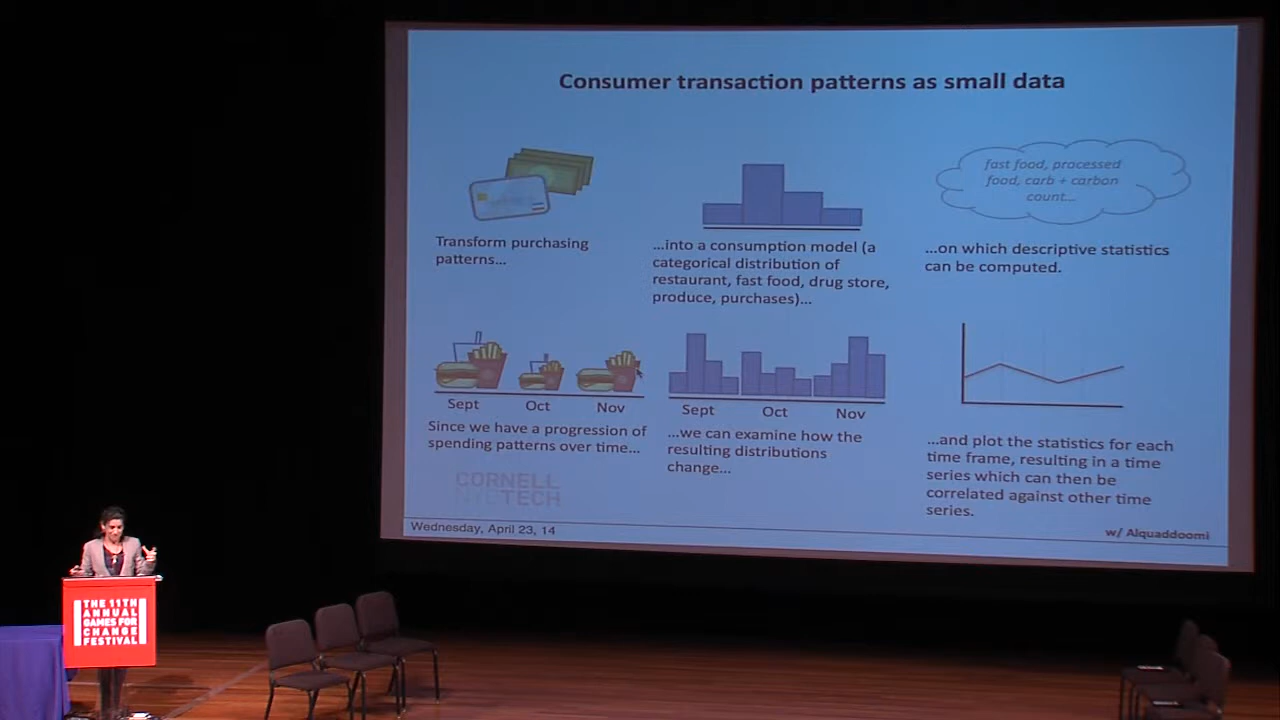 Consumer transaction patterns as small data
Transform purchasing
patterns...
...into a consumption model (a
categorical distribution of
restaurant, fast food, drug store,
produce, purchases)...
fast food, processed
food, carb + carbon
count...
...on which descriptive statistics
can be computed.
Sept Oct Nov
Since we have a progression of
spending patterns over time...
Sept Oct Nov
...we can examine how the
resulting distributions
change...
...and plot the statistics for each
time frame, resulting in a time
series which can then be
correlated against other time
series.
CORNELL
NYCTECH
Wednesday, April 23, 14
w/ Alquaddoomi
THE 11TH
ANNUAL
GAMES FOR
CHANGE
FESTIVAL